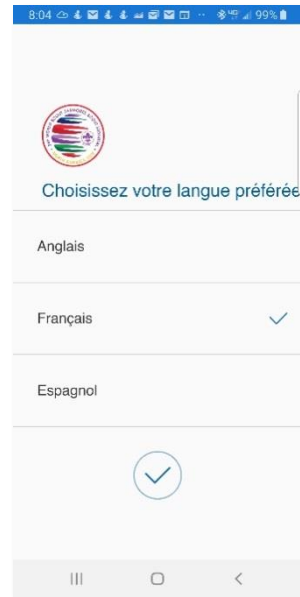 8:04
99%
Choisissez votre langue préférée
Anglais
Français
Espagnol